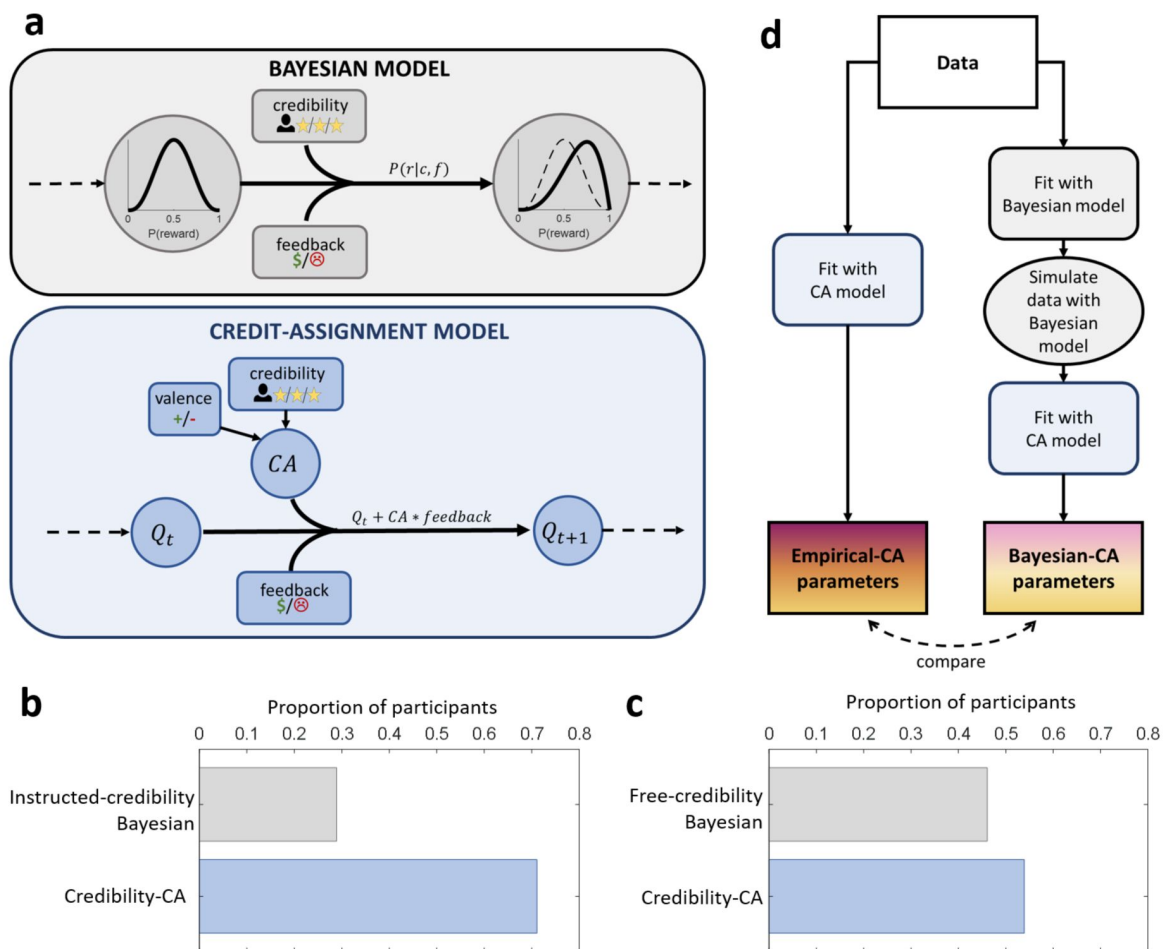 a
BAYESIAN MODEL
credibility
P(r|c, f)
0 0.5 1
P(reward)
0 0.5 1
P(reward)
feedback
$/
CREDIT-ASSIGNMENT MODEL
credibility
valence
+/-
CA
Q_t
Q_t + CA * feedback
Q_{t+1}
feedback
$/
d
Data
Fit with
Bayesian model
Fit with
CA model
Simulate
data with
Bayesian
model
Fit with
CA model
Empirical-CA
parameters
Bayesian-CA
parameters
compare
b
Proportion of participants
0 0.1 0.2 0.3 0.4 0.5 0.6 0.7 0.8
Instructed-credibility
Bayesian
Credibility-CA
c
Proportion of participants
0 0.1 0.2 0.3 0.4 0.5 0.6 0.7 0.8
Free-credibility
Bayesian
Credibility-CA